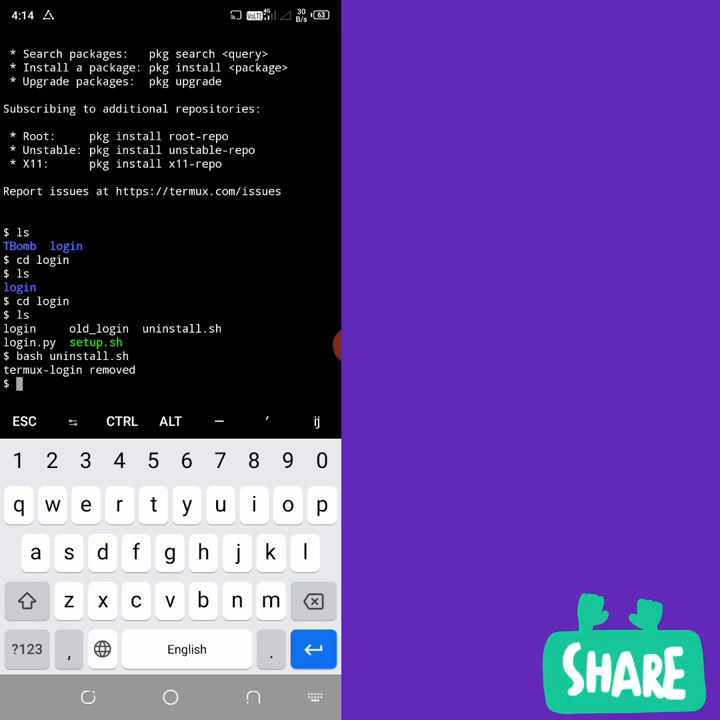 4:14
VoLTE 4G 30 B/s 63
* Search packages: pkg search <query>
* Install a package: pkg install <package>
* Upgrade packages: pkg upgrade
Subscribing to additional repositories:
* Root: pkg install root-repo
* Unstable: pkg install unstable-repo
* X11: pkg install x11-repo
Report issues at https://termux.com/issues
$ ls
TBomb login
$ cd login
$ ls
login
$ cd login
$ ls
login old_login uninstall.sh
login.py setup.sh
$ bash uninstall.sh
termux-login removed
$
ESC CTRL ALT — ′ ij
1 2 3 4 5 6 7 8 9 0
q w e r t y u i o p
a s d f g h j k l
z x c v b n m
?123 , English .
SHARE